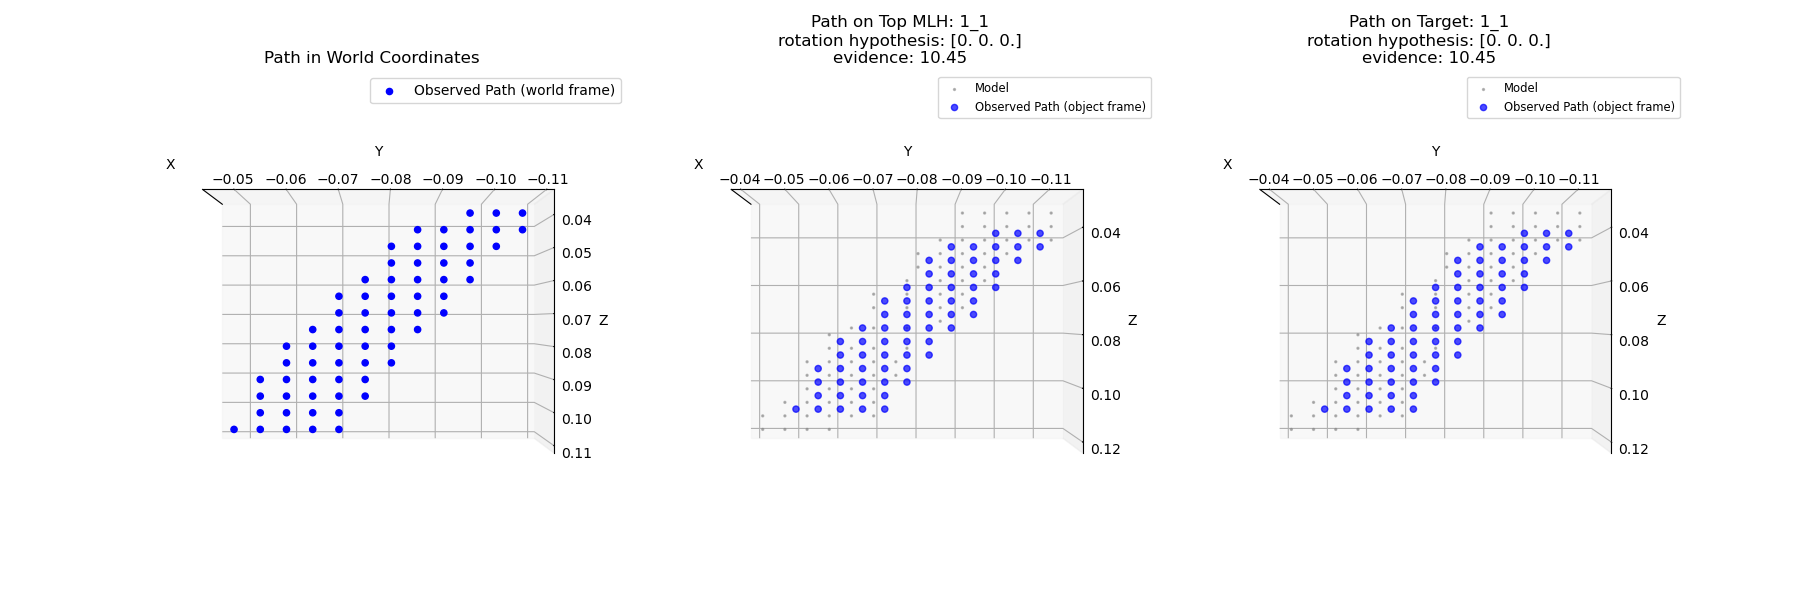 Path in World Coordinates
Observed Path (world frame)
X
Y
−0.05 −0.06 −0.07 −0.08 −0.09 −0.10 −0.11
0.04
0.05
0.06
0.07
Z
0.08
0.09
0.10
0.11
Path on Top MLH: 1_1
rotation hypothesis: [0. 0. 0.]
evidence: 10.45
Model
Observed Path (object frame)
X
Y
−0.04 −0.05 −0.06 −0.07 −0.08 −0.09 −0.10 −0.11
0.04
0.06
Z
0.08
0.10
0.12
Path on Target: 1_1
rotation hypothesis: [0. 0. 0.]
evidence: 10.45
Model
Observed Path (object frame)
X
Y
−0.04 −0.05 −0.06 −0.07 −0.08 −0.09 −0.10 −0.11
0.04
0.06
Z
0.08
0.10
0.12